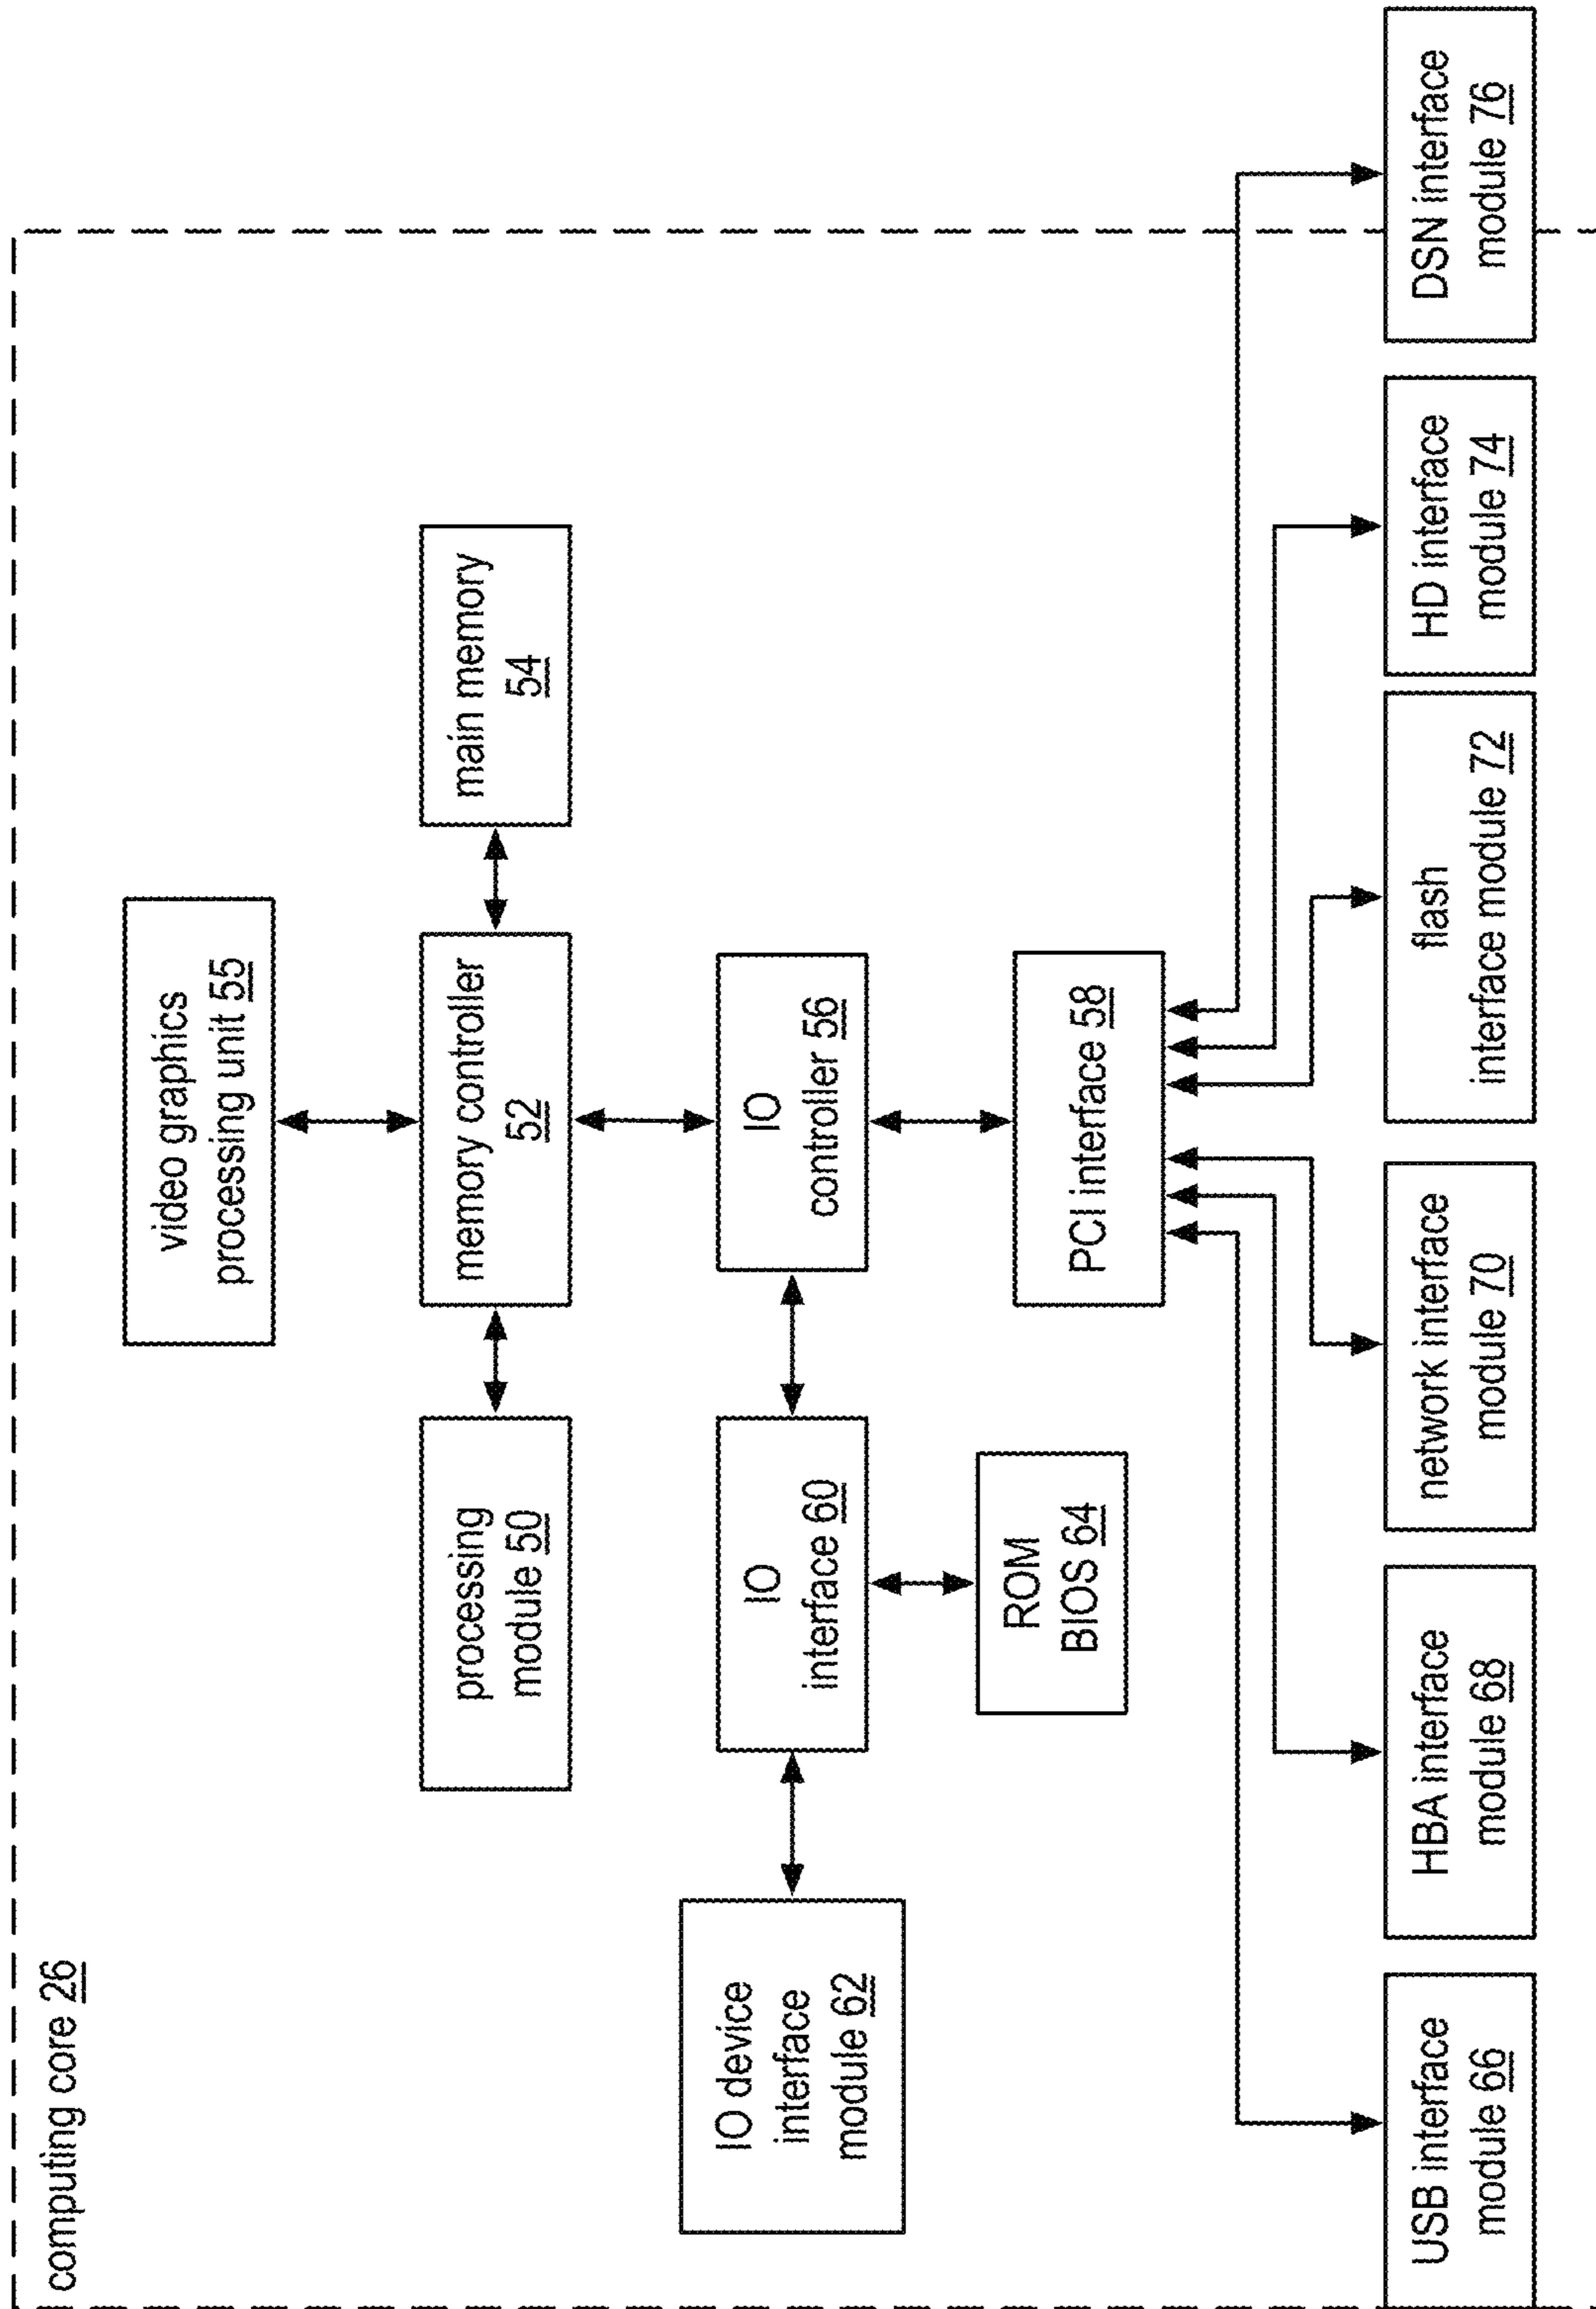 computing core 26
video graphics
processing unit 55
processing
module 50
memory controller
52
main memory
54
IO device
interface
module 62
IO
interface 60
IO
controller 56
ROM
BIOS 64
PCI interface 58
USB interface
module 66
HBA interface
module 68
network interface
module 70
flash
interface module 72
HD interface
module 74
DSN interface
module 76